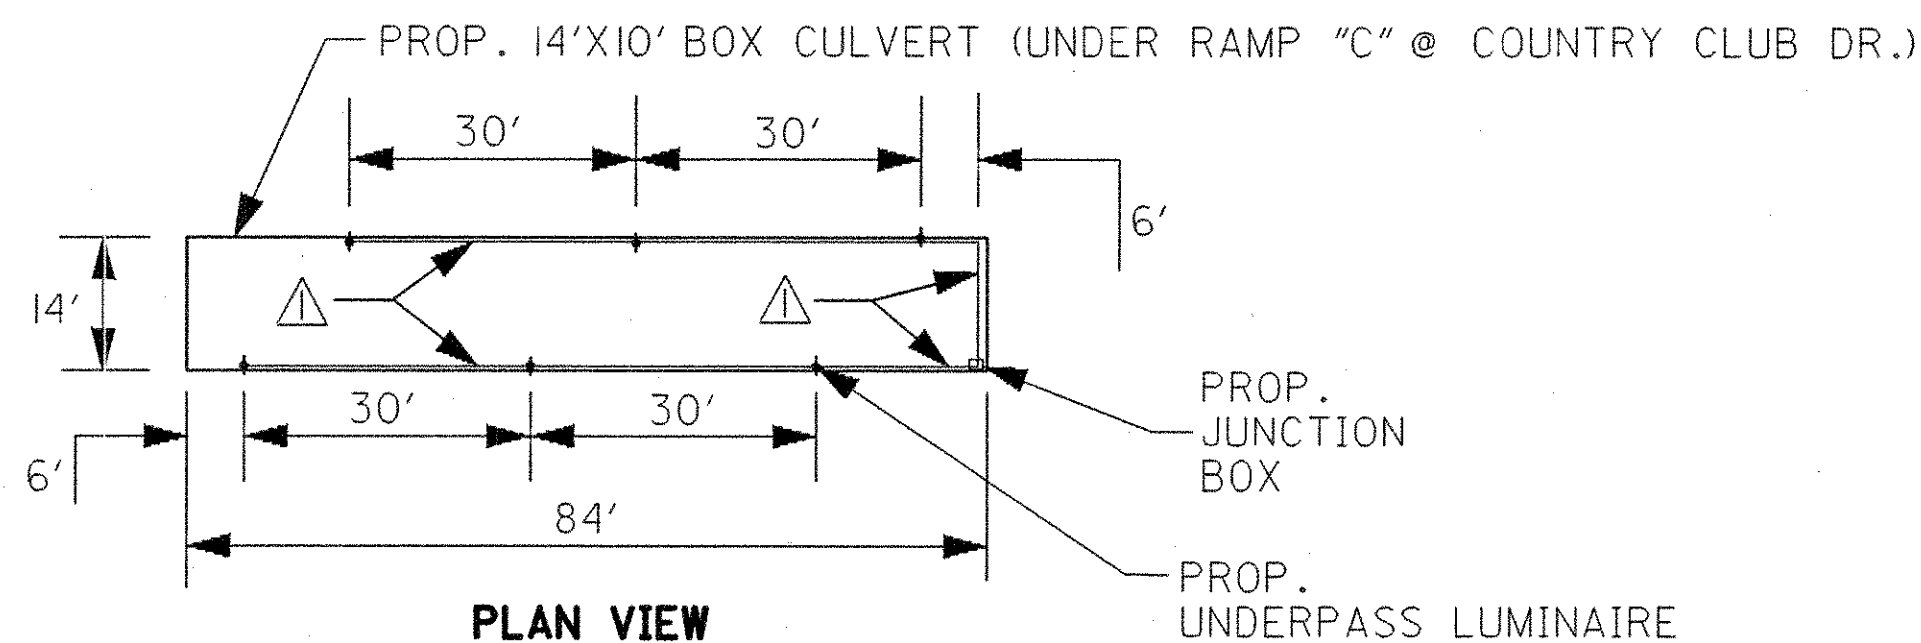 PROP. 14'X10' BOX CULVERT (UNDER RAMP "C" @ COUNTRY CLUB DR.)
30' 30'
6'
14'
1 1
30' 30'
6'
84'
PROP.
JUNCTION
BOX
PROP.
UNDERPASS LUMINAIRE
PLAN VIEW